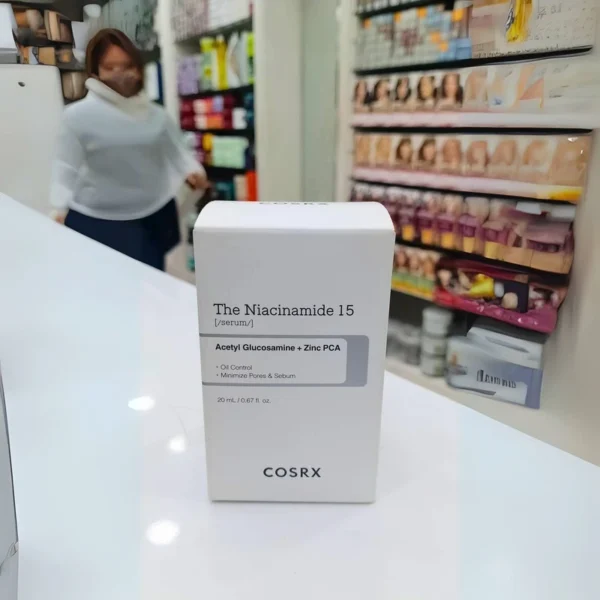 COSRX
The Niacinamide 15
[/serum/]
Acetyl Glucosamine + Zinc PCA
• Oil Control
• Minimize Pores & Sebum
20 mL / 0.67 fl. oz.
COSRX